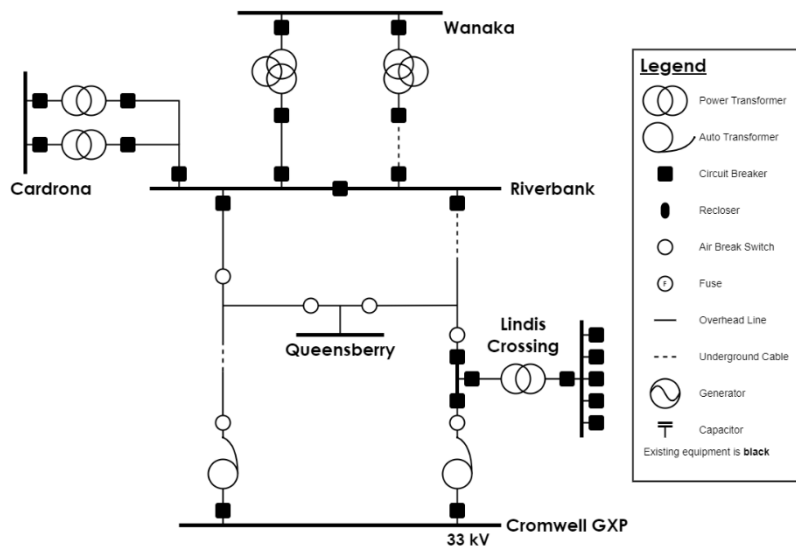 Wanaka
Cardrona
Riverbank
Queensberry
Lindis
Crossing
Cromwell GXP
33 kV
Legend
Power Transformer
Auto Transformer
Circuit Breaker
Recloser
Air Break Switch
F
Fuse
Overhead Line
Underground Cable
Generator
Capacitor
Existing equipment is black